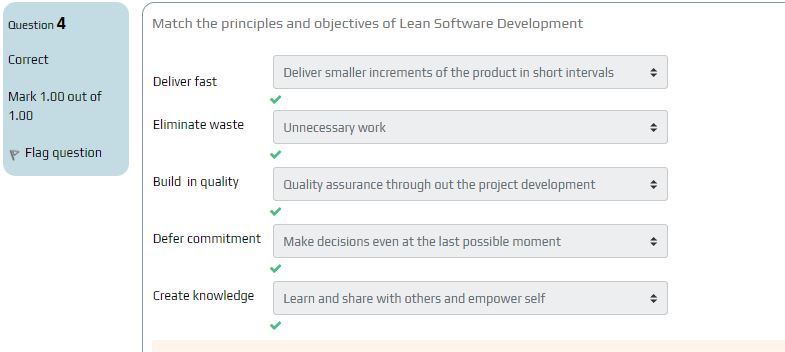 Question 4
Correct
Mark 1.00 out of
1.00
Flag question
Match the principles and objectives of Lean Software Development
Deliver fast
Deliver smaller increments of the product in short intervals
Eliminate waste
Unnecessary work
Build in quality
Quality assurance through out the project development
Defer commitment
Make decisions even at the last possible moment
Create knowledge
Learn and share with others and empower self